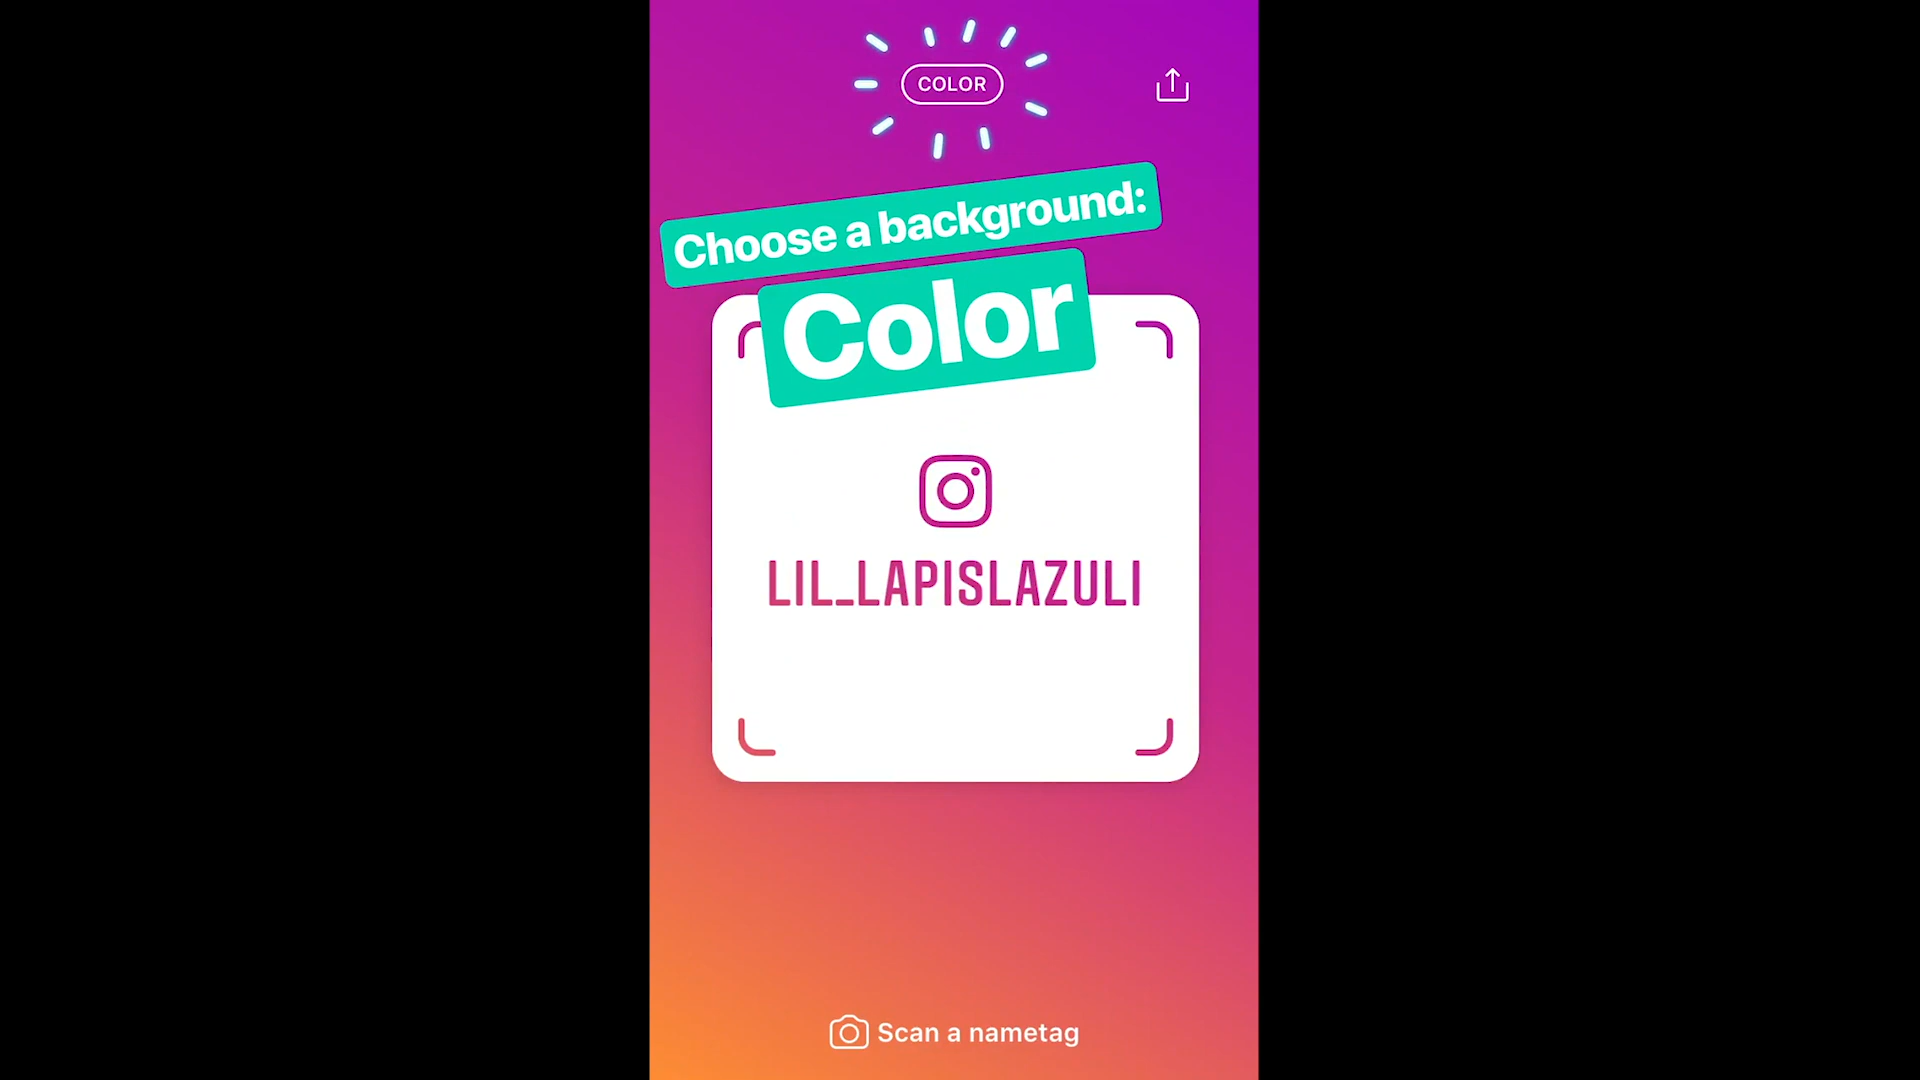 COLOR
Choose a background:
Color
LIL_LAPISLAZULI
Scan a nametag